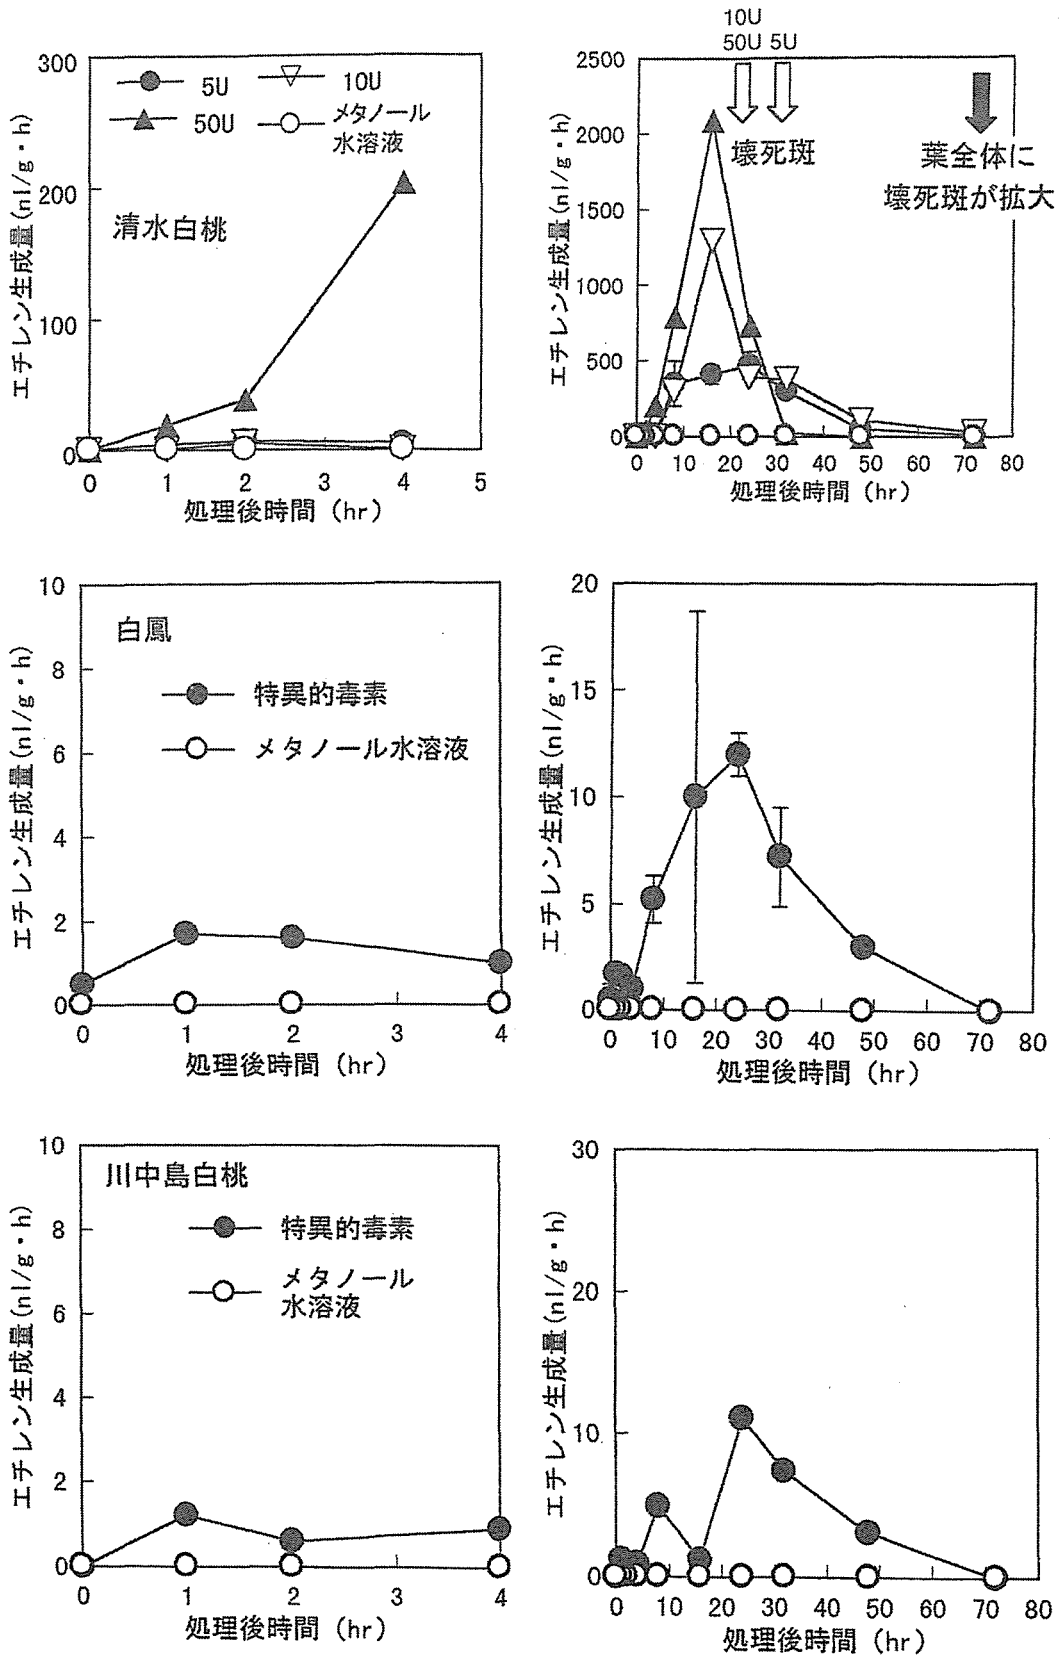 300
200
100
0
エチレン生成量(nl/g・h)
5U
10U
50U
メタノール
水溶液
清水白桃
0 1 2 3 4 5
処理後時間 (hr)
10U
50U 5U
2500
2000
1500
1000
500
0
エチレン生成量(nl/g・h)
壊死斑
葉全体に
壊死斑が拡大
0 10 20 30 40 50 60 70 80
処理後時間 (hr)
10
8
6
4
2
0
エチレン生成量(nl/g・h)
白鳳
特異的毒素
メタノール水溶液
0 1 2 3 4
処理後時間 (hr)
20
15
10
5
0
エチレン生成量(nl/g・h)
0 10 20 30 40 50 60 70 80
処理後時間 (hr)
10
8
6
4
2
0
エチレン生成量(nl/g・h)
川中島白桃
特異的毒素
メタノール
水溶液
0 1 2 3 4
処理後時間 (hr)
30
20
10
0
エチレン生成量(nl/g・h)
0 10 20 30 40 50 60 70 80
処理後時間 (hr)